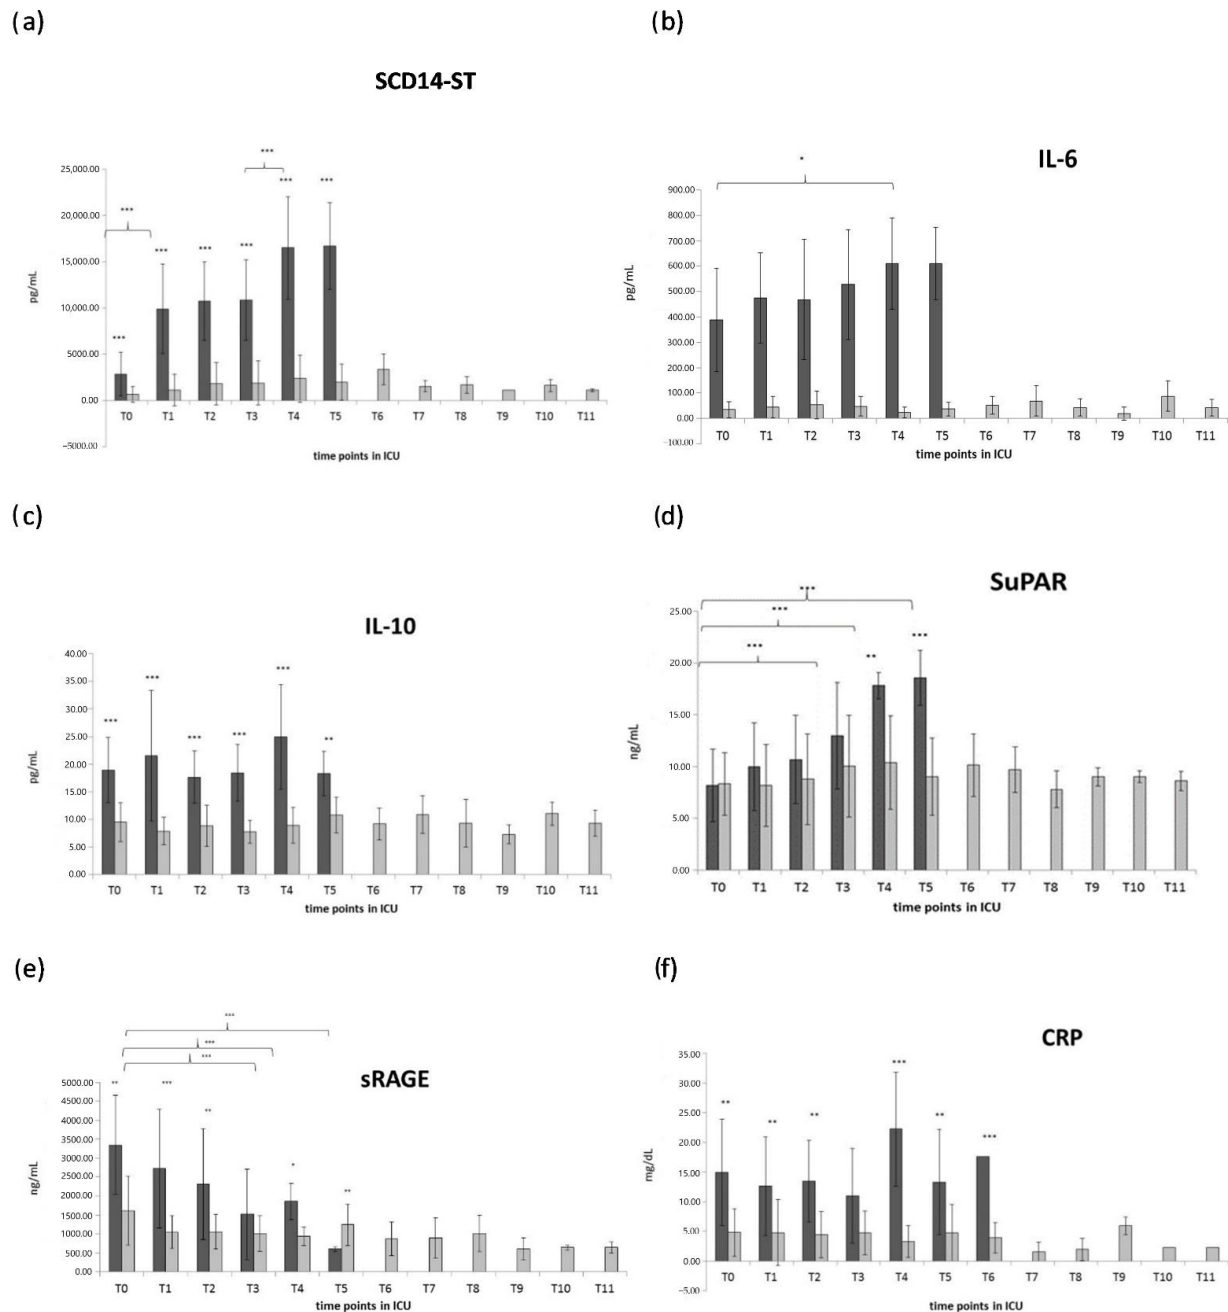 (a)
SCD14-ST
***
***
***
***
***
***
***
***
25,000.00
20,000.00
15,000.00
10,000.00
5000.00
0.00
−5000.00
pg/mL
T0 T1 T2 T3 T4 T5 T6 T7 T8 T9 T10 T11
time points in ICU
(b)
IL-6
*
900.00
800.00
700.00
600.00
500.00
400.00
300.00
200.00
100.00
0.00
−100.00
pg/mL
T0 T1 T2 T3 T4 T5 T6 T7 T8 T9 T10 T11
time points in ICU
(c)
IL-10
***
***
***
***
***
**
40.00
35.00
30.00
25.00
20.00
15.00
10.00
5.00
0.00
pg/mL
T0 T1 T2 T3 T4 T5 T6 T7 T8 T9 T10 T11
time points in ICU
(d)
SuPAR
***
***
***
**
***
25.00
20.00
15.00
10.00
5.00
0.00
ng/mL
T0 T1 T2 T3 T4 T5 T6 T7 T8 T9 T10 T11
time points in ICU
(e)
***
***
***
sRAGE
**
***
**
*
**
5000.00
4500.00
4000.00
3500.00
3000.00
2500.00
2000.00
1500.00
1000.00
500.00
0.00
ng/mL
T0 T1 T2 T3 T4 T5 T6 T7 T8 T9 T10 T11
time points in ICU
(f)
CRP
**
**
**
***
**
***
35.00
30.00
25.00
20.00
15.00
10.00
5.00
0.00
−5.00
mg/dL
T0 T1 T2 T3 T4 T5 T6 T7 T8 T9 T10 T11
time points in ICU